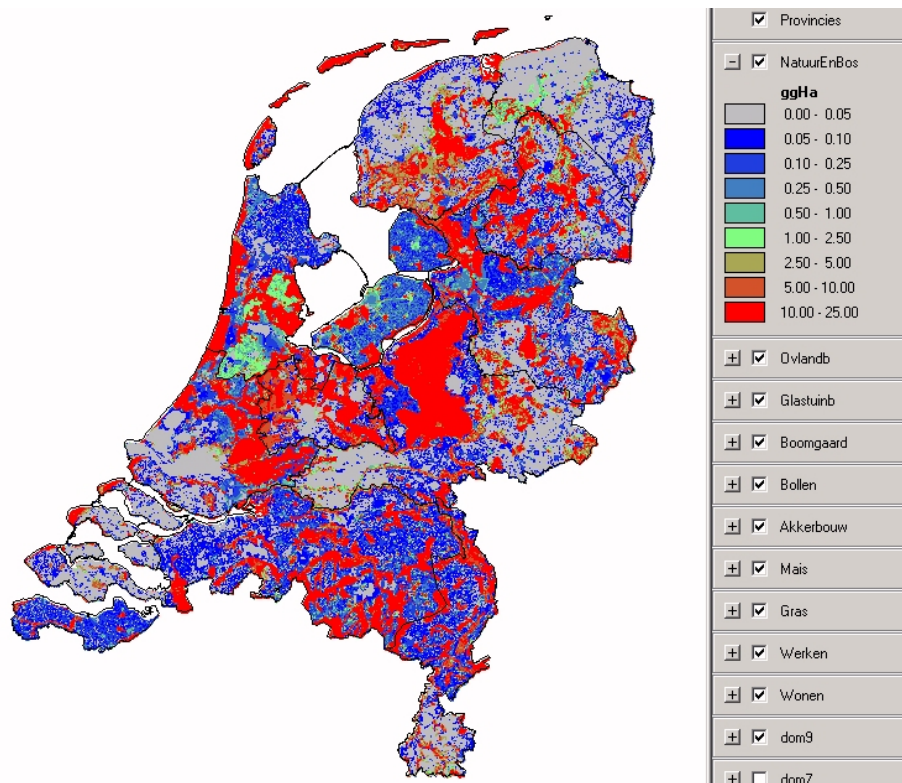 Provincies
NatuurEnBos
ggHa
0.00 - 0.05
0.05 - 0.10
0.10 - 0.25
0.25 - 0.50
0.50 - 1.00
1.00 - 2.50
2.50 - 5.00
5.00 - 10.00
10.00 - 25.00
Ovlandb
Glastuinb
Boomgaard
Bollen
Akkerbouw
Mais
Gras
Werken
Wonen
dom9
dom7